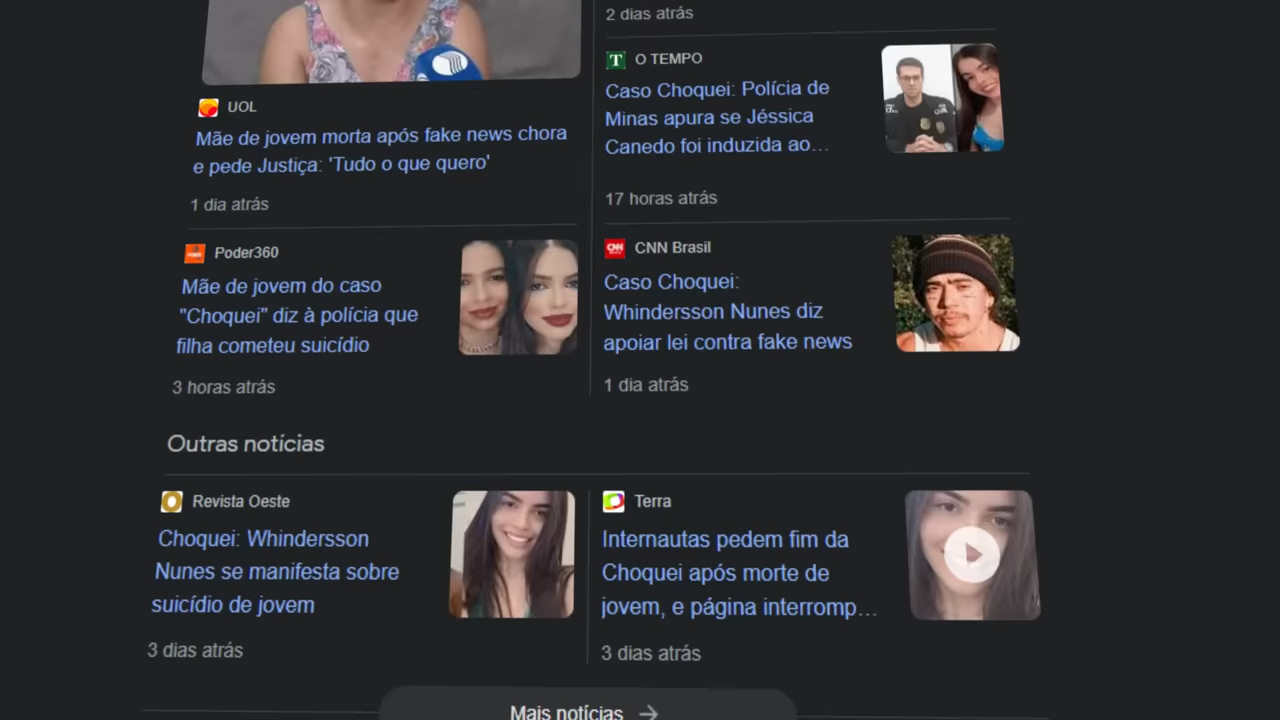 UOL
Mãe de jovem morta após fake news chora
e pede Justiça: 'Tudo o que quero'
1 dia atrás
Poder360
Mãe de jovem do caso
"Choquei" diz à polícia que
filha cometeu suicídio
3 horas atrás
2 dias atrás
T O TEMPO
Caso Choquei: Polícia de
Minas apura se Jéssica
Canedo foi induzida ao…
17 horas atrás
CNN CNN Brasil
Caso Choquei:
Whindersson Nunes diz
apoiar lei contra fake news
1 dia atrás
Outras notícias
Revista Oeste
Choquei: Whindersson
Nunes se manifesta sobre
suicídio de jovem
3 dias atrás
Terra
Internautas pedem fim da
Choquei após morte de
jovem, e página interromp…
3 dias atrás
Mais notícias →